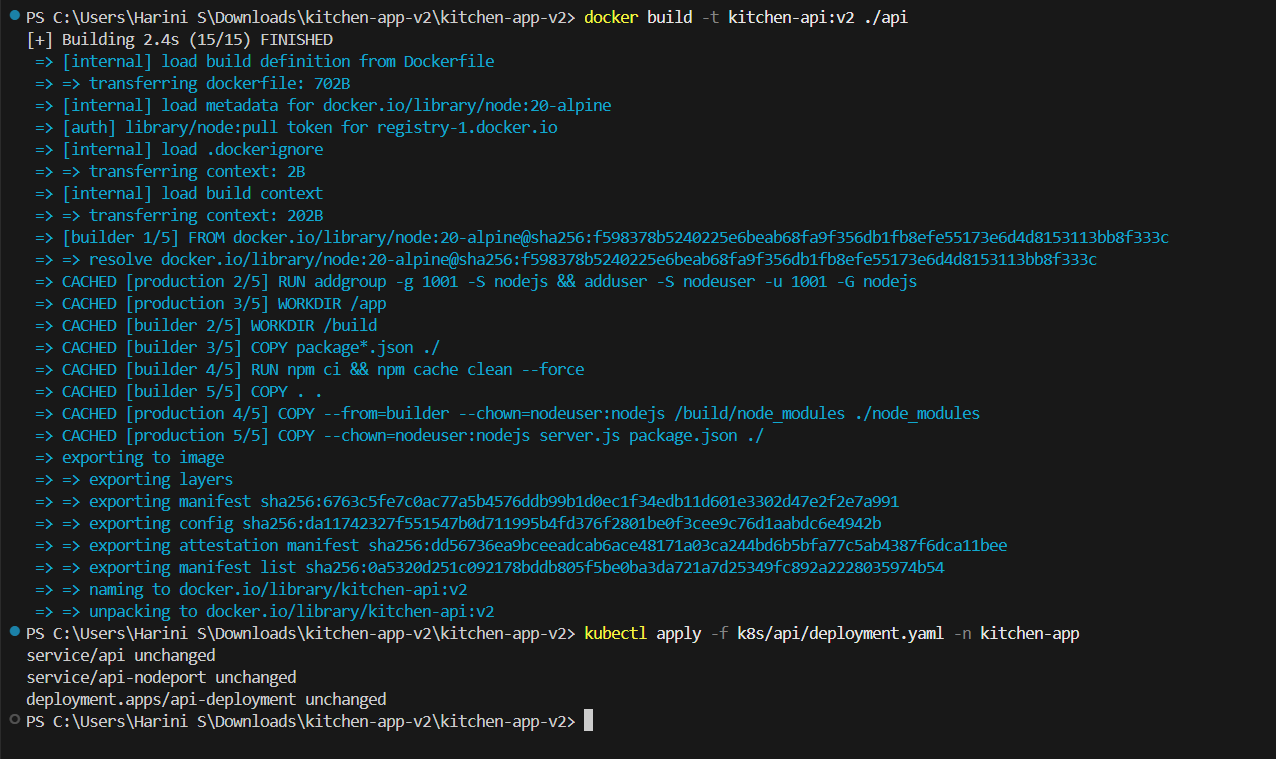 PS C:\Users\Harini S\Downloads\kitchen-app-v2\kitchen-app-v2> docker build -t kitchen-api:v2 ./api
[+] Building 2.4s (15/15) FINISHED
=> [internal] load build definition from Dockerfile
=> => transferring dockerfile: 702B
=> [internal] load metadata for docker.io/library/node:20-alpine
=> [auth] library/node:pull token for registry-1.docker.io
=> [internal] load .dockerignore
=> => transferring context: 2B
=> [internal] load build context
=> => transferring context: 202B
=> [builder 1/5] FROM docker.io/library/node:20-alpine@sha256:f598378b5240225e6beab68fa9f356db1fb8efe55173e6d4d8153113bb8f333c
=> => resolve docker.io/library/node:20-alpine@sha256:f598378b5240225e6beab68fa9f356db1fb8efe55173e6d4d8153113bb8f333c
=> CACHED [production 2/5] RUN addgroup -g 1001 -S nodejs && adduser -S nodeuser -u 1001 -G nodejs
=> CACHED [production 3/5] WORKDIR /app
=> CACHED [builder 2/5] WORKDIR /build
=> CACHED [builder 3/5] COPY package*.json ./
=> CACHED [builder 4/5] RUN npm ci && npm cache clean --force
=> CACHED [builder 5/5] COPY . .
=> CACHED [production 4/5] COPY --from=builder --chown=nodeuser:nodejs /build/node_modules ./node_modules
=> CACHED [production 5/5] COPY --chown=nodeuser:nodejs server.js package.json ./
=> exporting to image
=> => exporting layers
=> => exporting manifest sha256:6763c5fe7c0ac77a5b4576ddb99b1d0ec1f34edb11d601e3302d47e2f2e7a991
=> => exporting config sha256:da11742327f551547b0d711995b4fd376f2801be0f3cee9c76d1aabdc6e4942b
=> => exporting attestation manifest sha256:dd56736ea9bceeadcab6ace48171a03ca244bd6b5bfa77c5ab4387f6dca11bee
=> => exporting manifest list sha256:0a5320d251c092178bddb805f5be0ba3da721a7d25349fc892a2228035974b54
=> => naming to docker.io/library/kitchen-api:v2
=> => unpacking to docker.io/library/kitchen-api:v2
PS C:\Users\Harini S\Downloads\kitchen-app-v2\kitchen-app-v2> kubectl apply -f k8s/api/deployment.yaml -n kitchen-app
service/api unchanged
service/api-nodeport unchanged
deployment.apps/api-deployment unchanged
PS C:\Users\Harini S\Downloads\kitchen-app-v2\kitchen-app-v2>